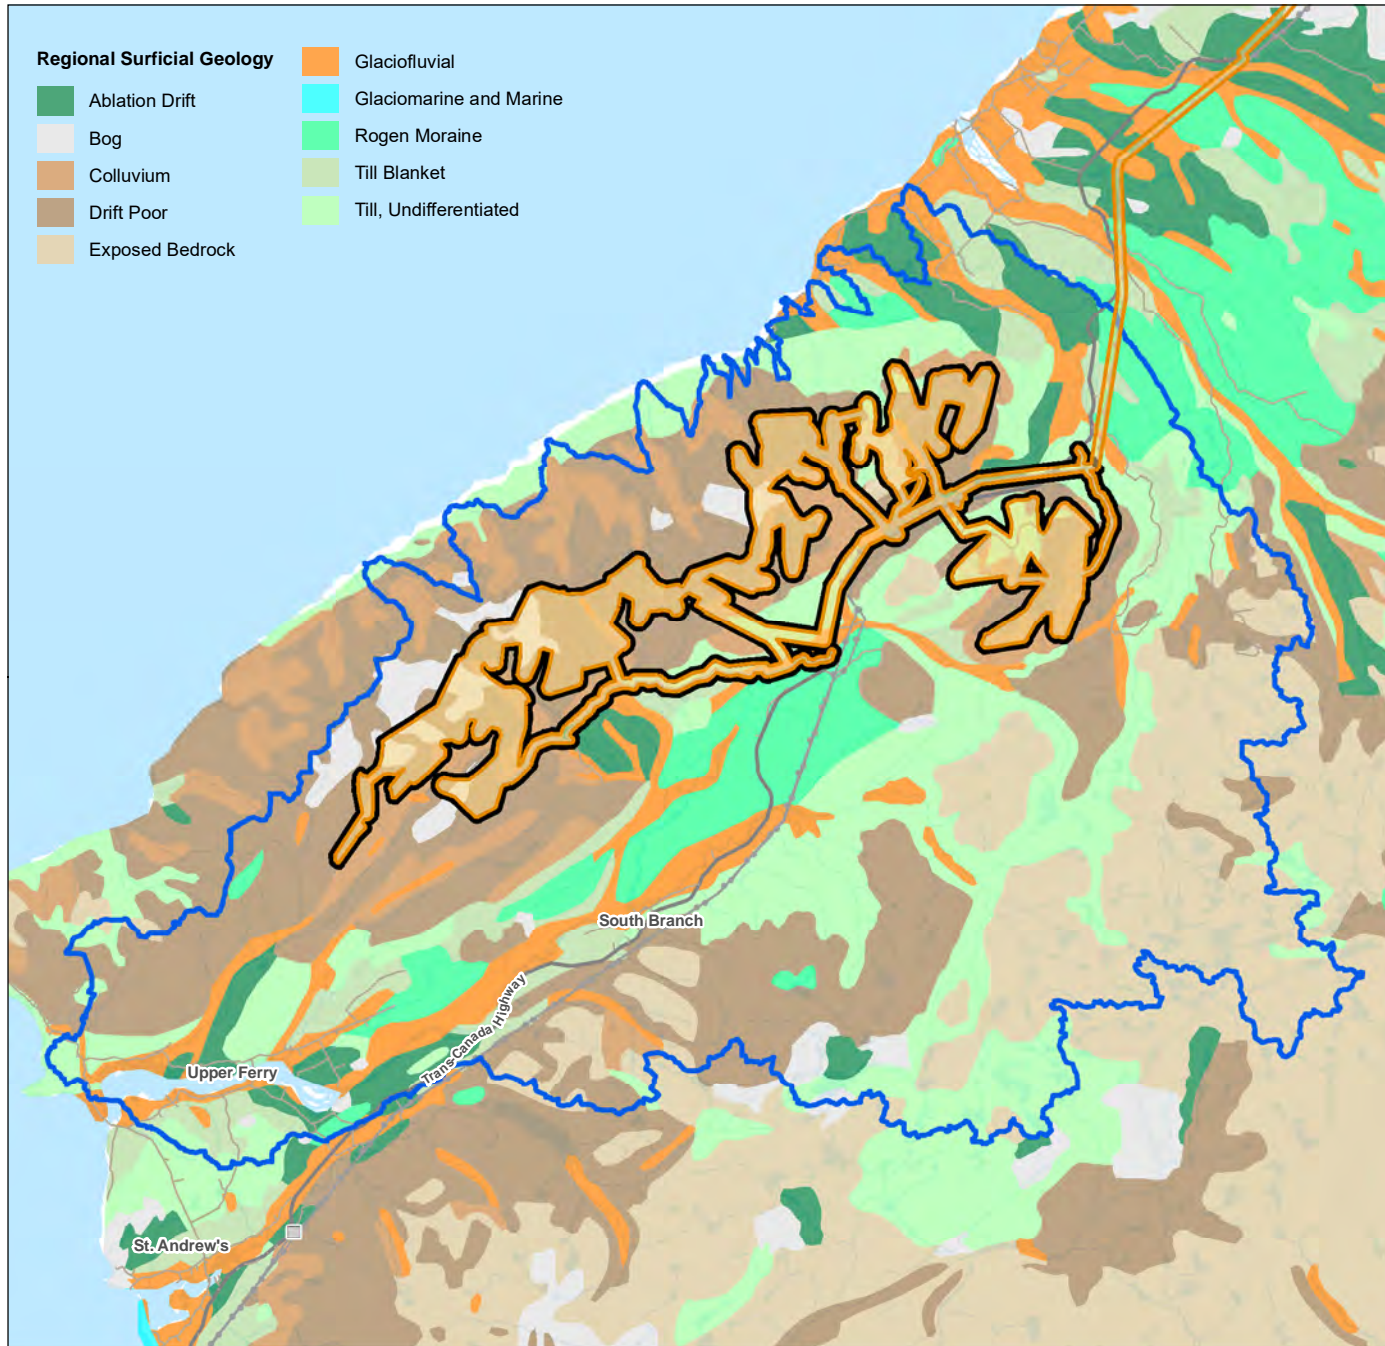 Regional Surficial Geology
Ablation Drift
Bog
Colluvium
Drift Poor
Exposed Bedrock
Glaciofluvial
Glaciomarine and Marine
Rogen Moraine
Till Blanket
Till, Undifferentiated
South Branch
Trans-Canada Highway
Upper Ferry
St. Andrew's